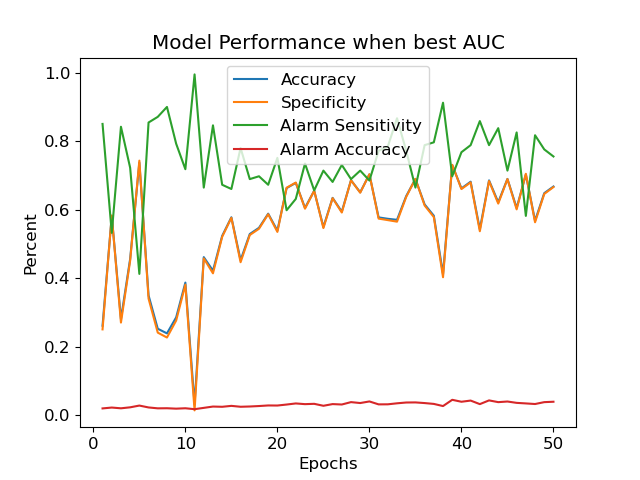 Model Performance when best AUC
Accuracy
Specificity
Alarm Sensitivity
Alarm Accuracy
1.0
0.8
0.6
0.4
0.2
0.0
Percent
0 10 20 30 40 50
Epochs